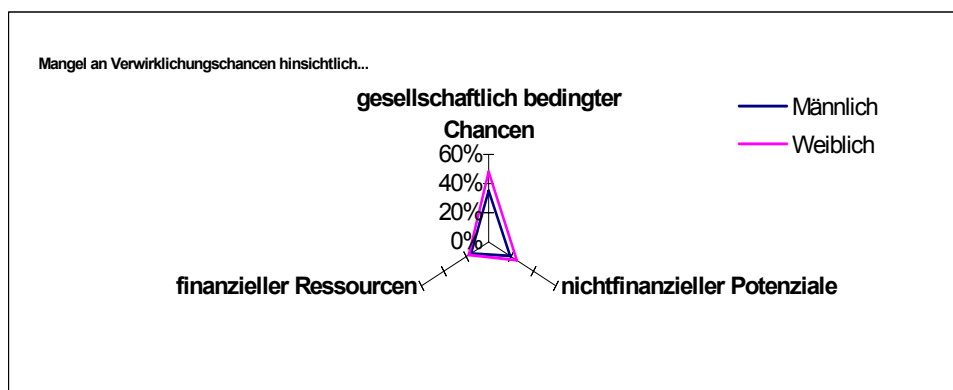 Mangel an Verwirklichungschancen hinsichtlich...
gesellschaftlich bedingter
Chancen
Männlich
Weiblich
60%
40%
20%
0%
finanzieller Ressourcen
nichtfinanzieller Potenziale